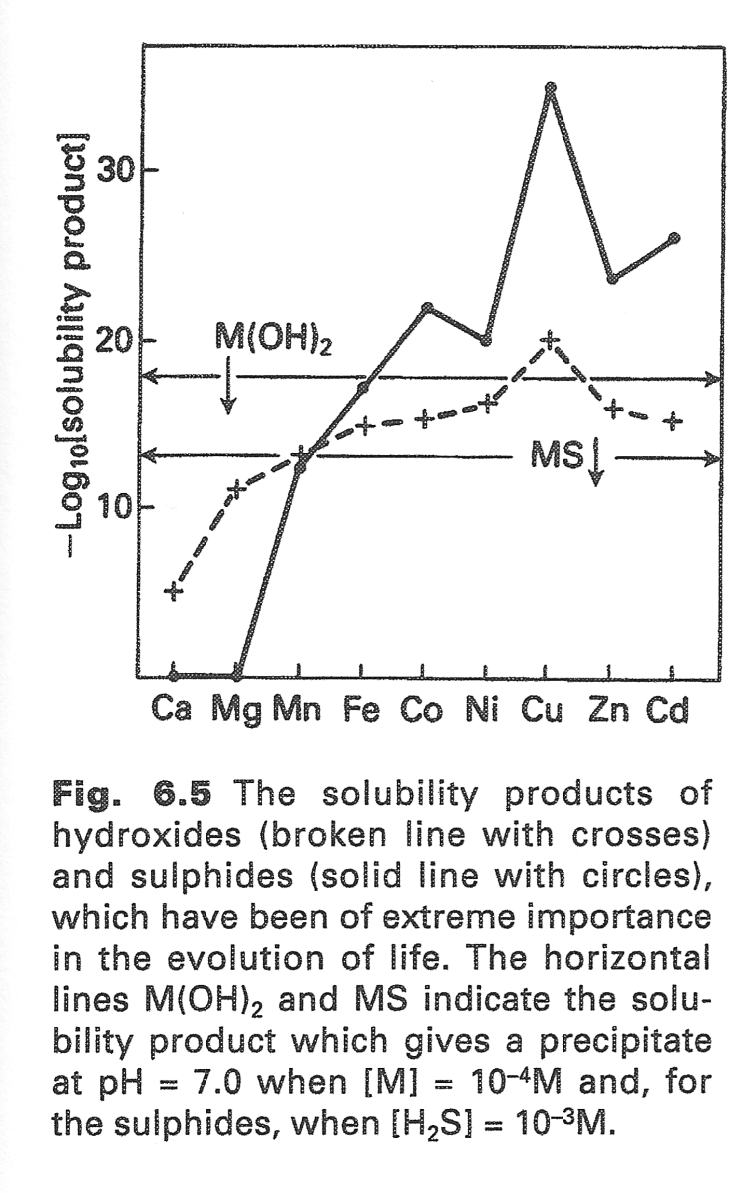 −Log₁₀[solubility product]
30
20
10
M(OH)₂
MS
Ca Mg Mn Fe Co Ni Cu Zn Cd
Fig. 6.5 The solubility products of
hydroxides (broken line with crosses)
and sulphides (solid line with circles),
which have been of extreme importance
in the evolution of life. The horizontal
lines M(OH)₂ and MS indicate the solu-
bility product which gives a precipitate
at pH = 7.0 when [M] = 10⁻⁴M and, for
the sulphides, when [H₂S] = 10⁻³M.